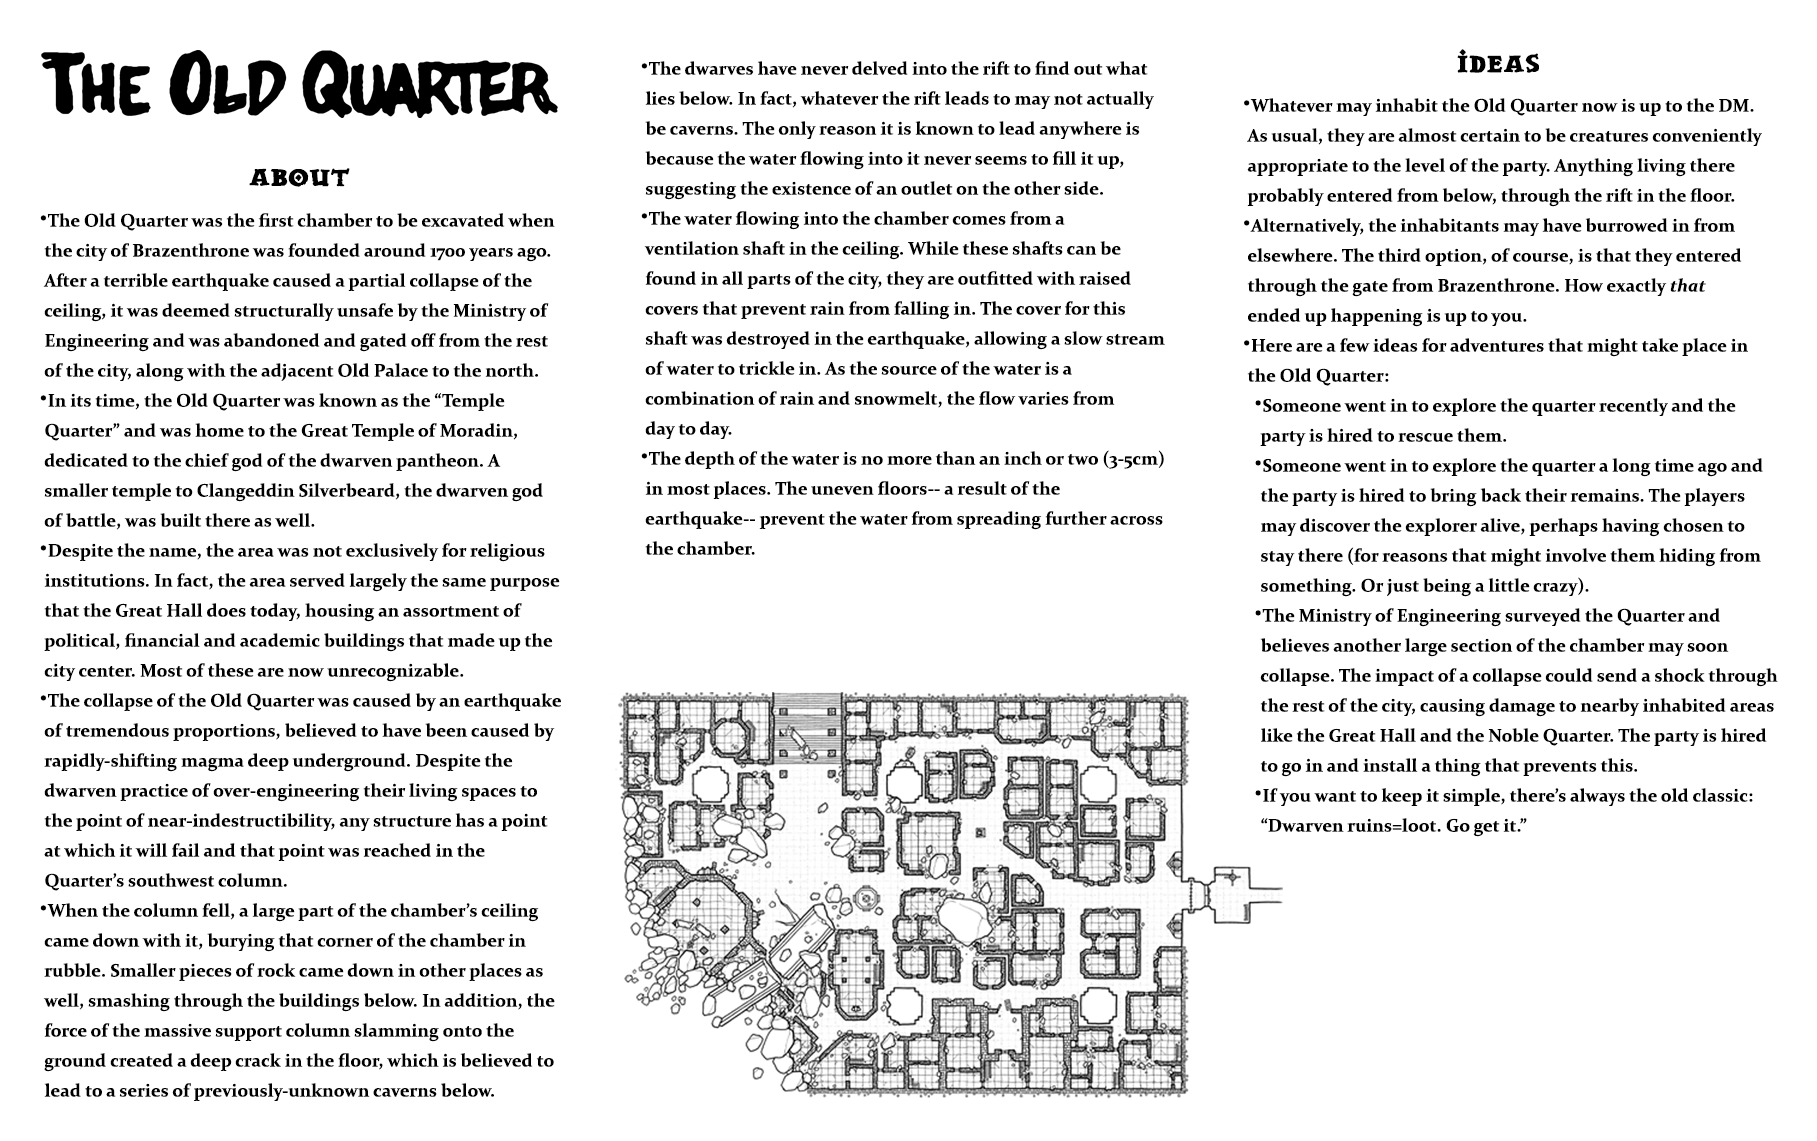 The Old Quarter
ABOUT
•The Old Quarter was the first chamber to be excavated when
the city of Brazenthrone was founded around 1700 years ago.
After a terrible earthquake caused a partial collapse of the
ceiling, it was deemed structurally unsafe by the Ministry of
Engineering and was abandoned and gated off from the rest
of the city, along with the adjacent Old Palace to the north.
•In its time, the Old Quarter was known as the “Temple
Quarter” and was home to the Great Temple of Moradin,
dedicated to the chief god of the dwarven pantheon. A
smaller temple to Clangeddin Silverbeard, the dwarven god
of battle, was built there as well.
•Despite the name, the area was not exclusively for religious
institutions. In fact, the area served largely the same purpose
that the Great Hall does today, housing an assortment of
political, financial and academic buildings that made up the
city center. Most of these are now unrecognizable.
•The collapse of the Old Quarter was caused by an earthquake
of tremendous proportions, believed to have been caused by
rapidly-shifting magma deep underground. Despite the
dwarven practice of over-engineering their living spaces to
the point of near-indestructibility, any structure has a point
at which it will fail and that point was reached in the
Quarter’s southwest column.
•When the column fell, a large part of the chamber’s ceiling
came down with it, burying that corner of the chamber in
rubble. Smaller pieces of rock came down in other places as
well, smashing through the buildings below. In addition, the
force of the massive support column slamming onto the
ground created a deep crack in the floor, which is believed to
lead to a series of previously-unknown caverns below.
•The dwarves have never delved into the rift to find out what
lies below. In fact, whatever the rift leads to may not actually
be caverns. The only reason it is known to lead anywhere is
because the water flowing into it never seems to fill it up,
suggesting the existence of an outlet on the other side.
•The water flowing into the chamber comes from a
ventilation shaft in the ceiling. While these shafts can be
found in all parts of the city, they are outfitted with raised
covers that prevent rain from falling in. The cover for this
shaft was destroyed in the earthquake, allowing a slow stream
of water to trickle in. As the source of the water is a
combination of rain and snowmelt, the flow varies from
day to day.
•The depth of the water is no more than an inch or two (3-5cm)
in most places. The uneven floors-- a result of the
earthquake-- prevent the water from spreading further across
the chamber.
IDEAS
•Whatever may inhabit the Old Quarter now is up to the DM.
As usual, they are almost certain to be creatures conveniently
appropriate to the level of the party. Anything living there
probably entered from below, through the rift in the floor.
•Alternatively, the inhabitants may have burrowed in from
elsewhere. The third option, of course, is that they entered
through the gate from Brazenthrone. How exactly that
ended up happening is up to you.
•Here are a few ideas for adventures that might take place in
the Old Quarter:
•Someone went in to explore the quarter recently and the
party is hired to rescue them.
•Someone went in to explore the quarter a long time ago and
the party is hired to bring back their remains. The players
may discover the explorer alive, perhaps having chosen to
stay there (for reasons that might involve them hiding from
something. Or just being a little crazy).
•The Ministry of Engineering surveyed the Quarter and
believes another large section of the chamber may soon
collapse. The impact of a collapse could send a shock through
the rest of the city, causing damage to nearby inhabited areas
like the Great Hall and the Noble Quarter. The party is hired
to go in and install a thing that prevents this.
•If you want to keep it simple, there’s always the old classic:
“Dwarven ruins=loot. Go get it.”